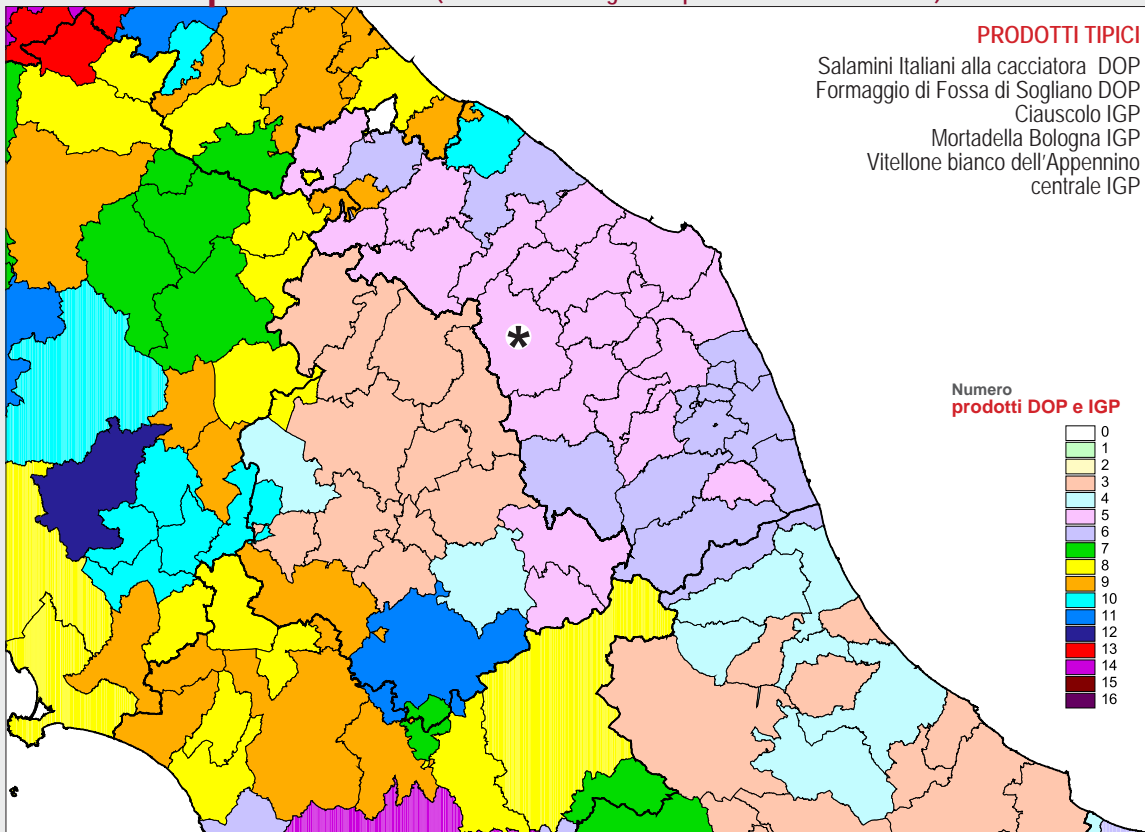 PRODOTTI TIPICI
Salamini Italiani alla cacciatora DOP
Formaggio di Fossa di Sogliano DOP
Ciauscolo IGP
Mortadella Bologna IGP
Vitellone bianco dell'Appennino
centrale IGP
*
Numero
prodotti DOP e IGP
0
1
2
3
4
5
6
7
8
9
10
11
12
13
14
15
16